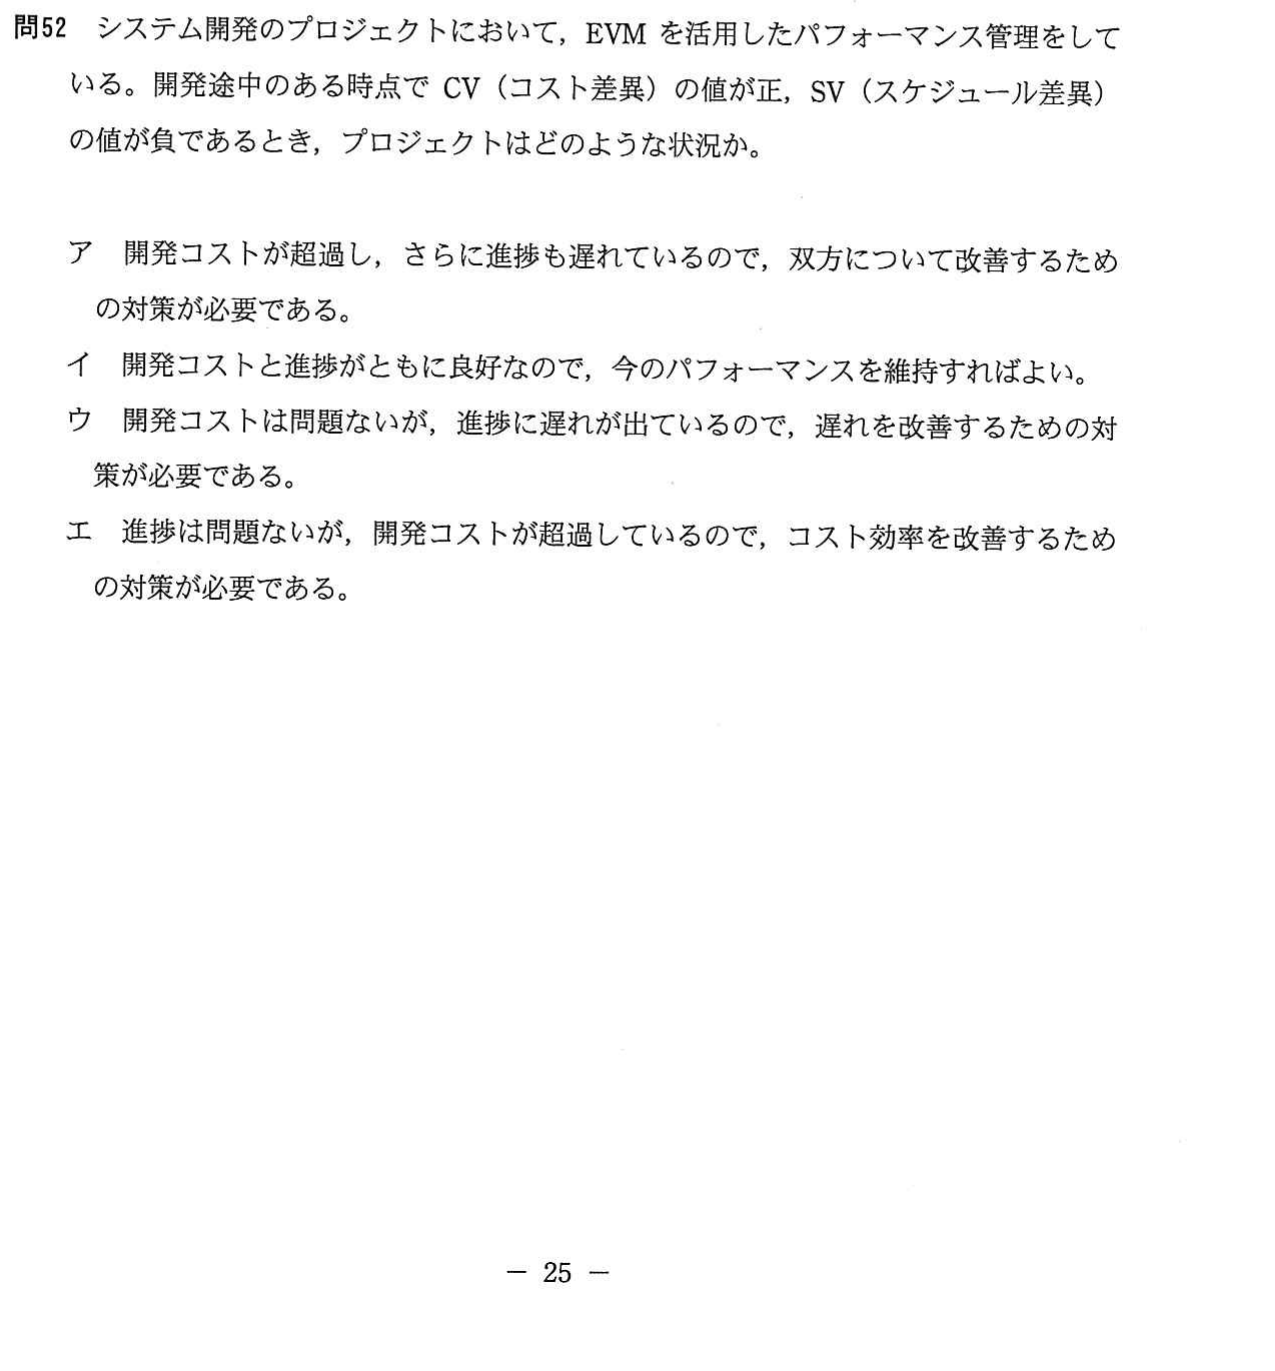 問52 システム開発のプロジェクトにおいて，EVM を活用したパフォーマンス管理をして
いる。開発途中のある時点で CV（コスト差異）の値が正，SV（スケジュール差異）
の値が負であるとき，プロジェクトはどのような状況か。
ア 開発コストが超過し，さらに進捗も遅れているので，双方について改善するため
の対策が必要である。
イ 開発コストと進捗がともに良好なので，今のパフォーマンスを維持すればよい。
ウ 開発コストは問題ないが，進捗に遅れが出ているので，遅れを改善するための対
策が必要である。
エ 進捗は問題ないが，開発コストが超過しているので，コスト効率を改善するため
の対策が必要である。
－ 25 －